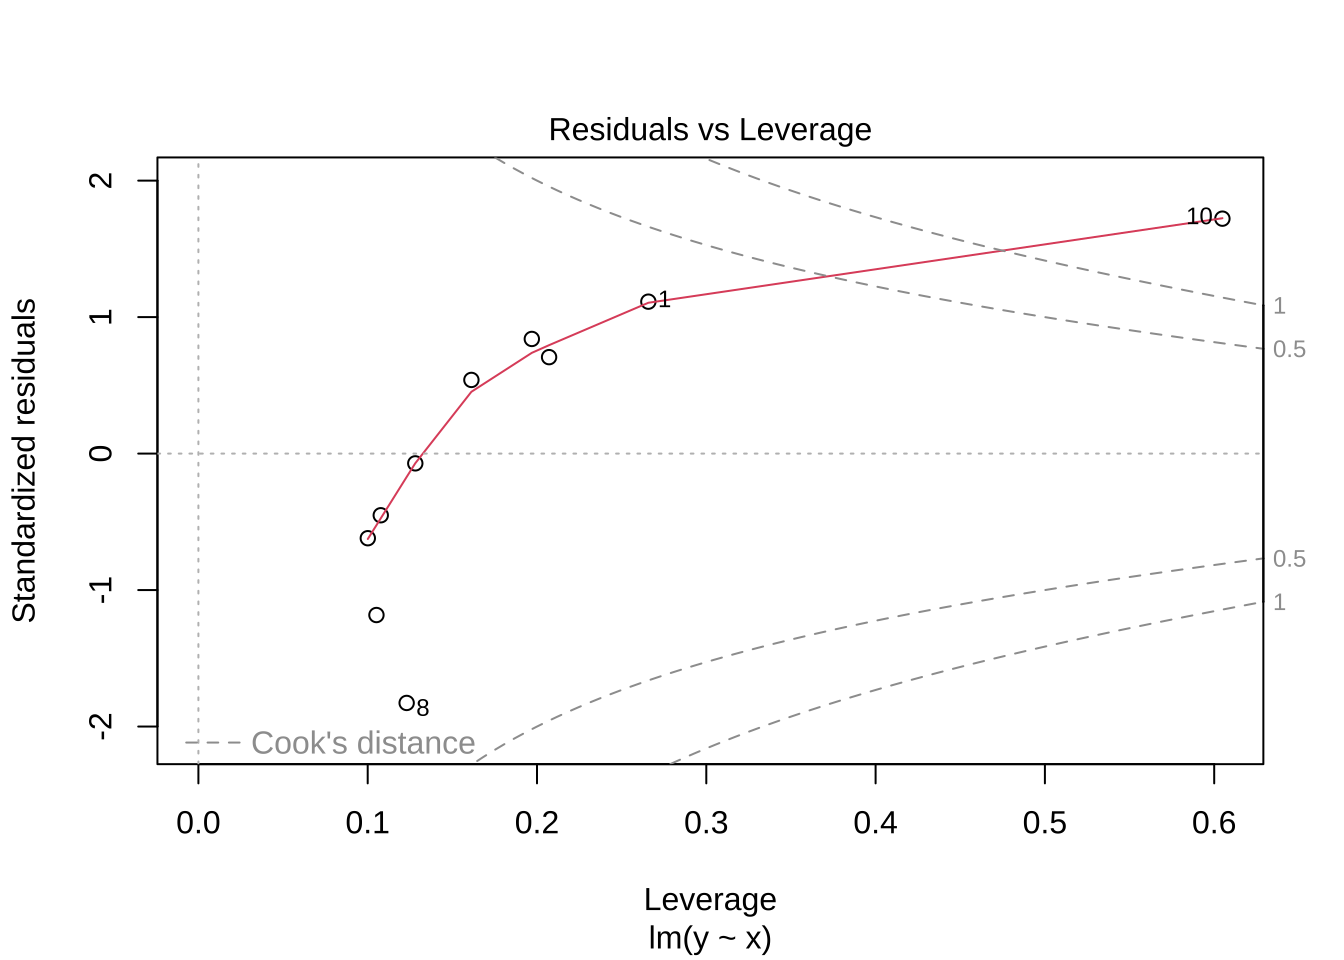 Residuals vs Leverage
Standardized residuals
2
1
0
-1
-2
10
1
8
1
0.5
0.5
1
Cook's distance
0.0 0.1 0.2 0.3 0.4 0.5 0.6
Leverage
lm(y ~ x)